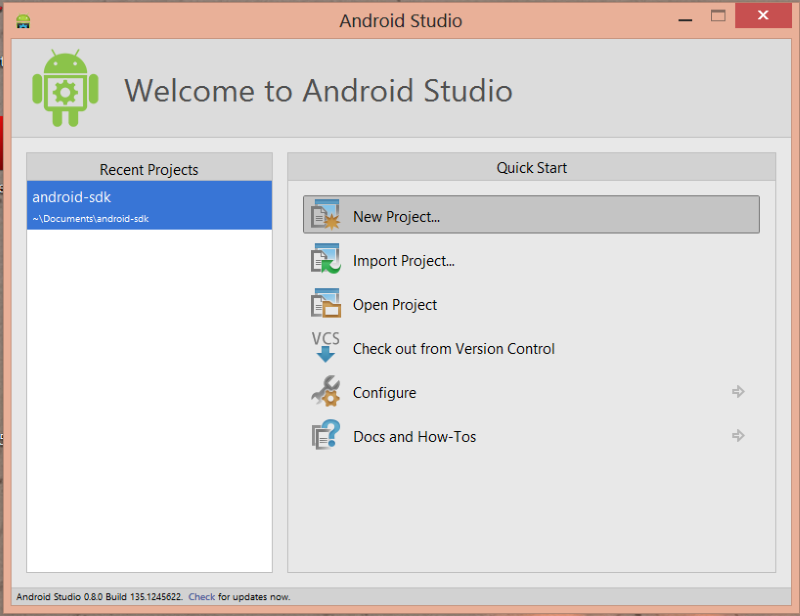 Android Studio
Welcome to Android Studio
Recent Projects
android-sdk
~\Documents\android-sdk
Quick Start
New Project...
Import Project...
Open Project
VCS
Check out from Version Control
Configure
Docs and How-Tos
Android Studio 0.8.0 Build 135.1245622. Check for updates now.